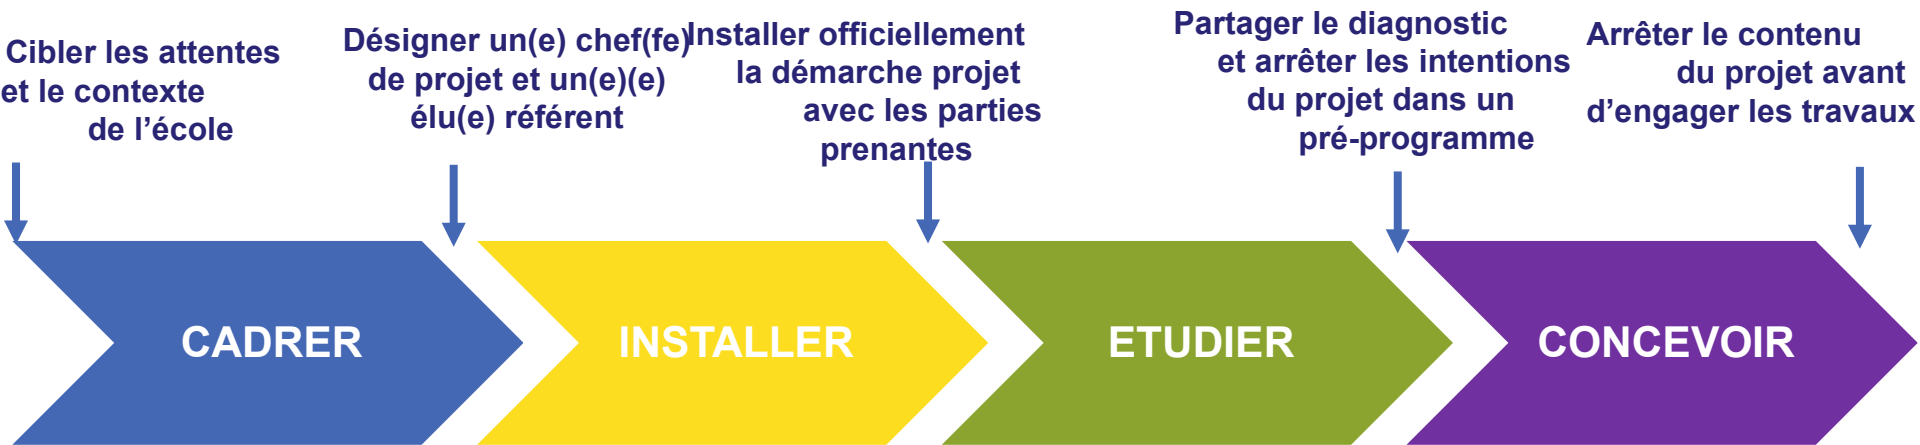 Cibler les attentes
et le contexte
de l’école
Désigner un(e) chef(fe)
de projet et un(e)(e)
élu(e) référent
Installer officiellement
la démarche projet
avec les parties
prenantes
Partager le diagnostic
et arrêter les intentions
du projet dans un
pré-programme
Arrêter le contenu
du projet avant
d’engager les travaux
CADRER
INSTALLER
ETUDIER
CONCEVOIR